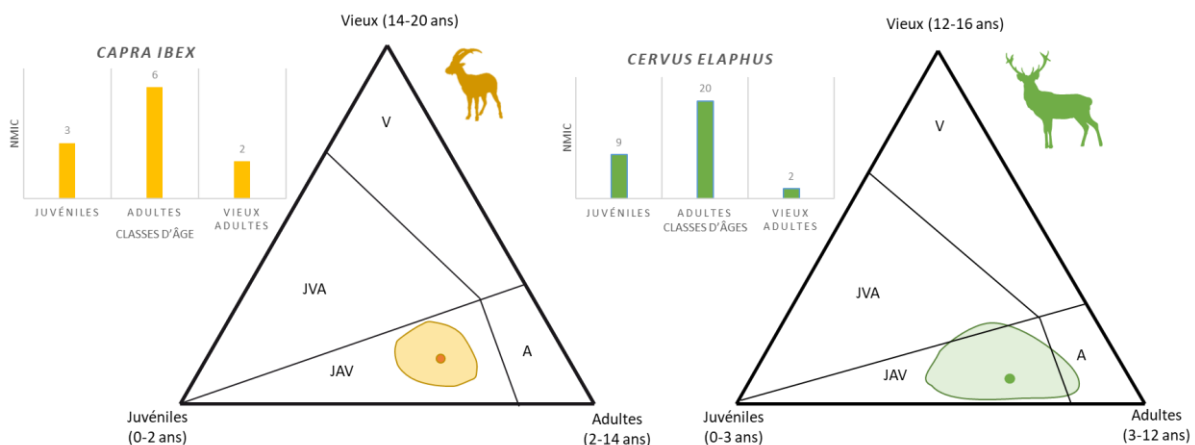 Vieux (14-20 ans)
CAPRA IBEX
NMIC
3
6
2
JUVÉNILES
ADULTES
VIEUX
ADULTES
CLASSES D'ÂGE
V
JVA
JAV
A
Juvéniles
(0-2 ans)
Adultes
(2-14 ans)
Vieux (12-16 ans)
CERVUS ELAPHUS
NMIC
9
20
2
JUVÉNILES
ADULTES
VIEUX
ADULTES
CLASSES D'ÂGES
V
JVA
JAV
A
Juvéniles
(0-3 ans)
Adultes
(3-12 ans)